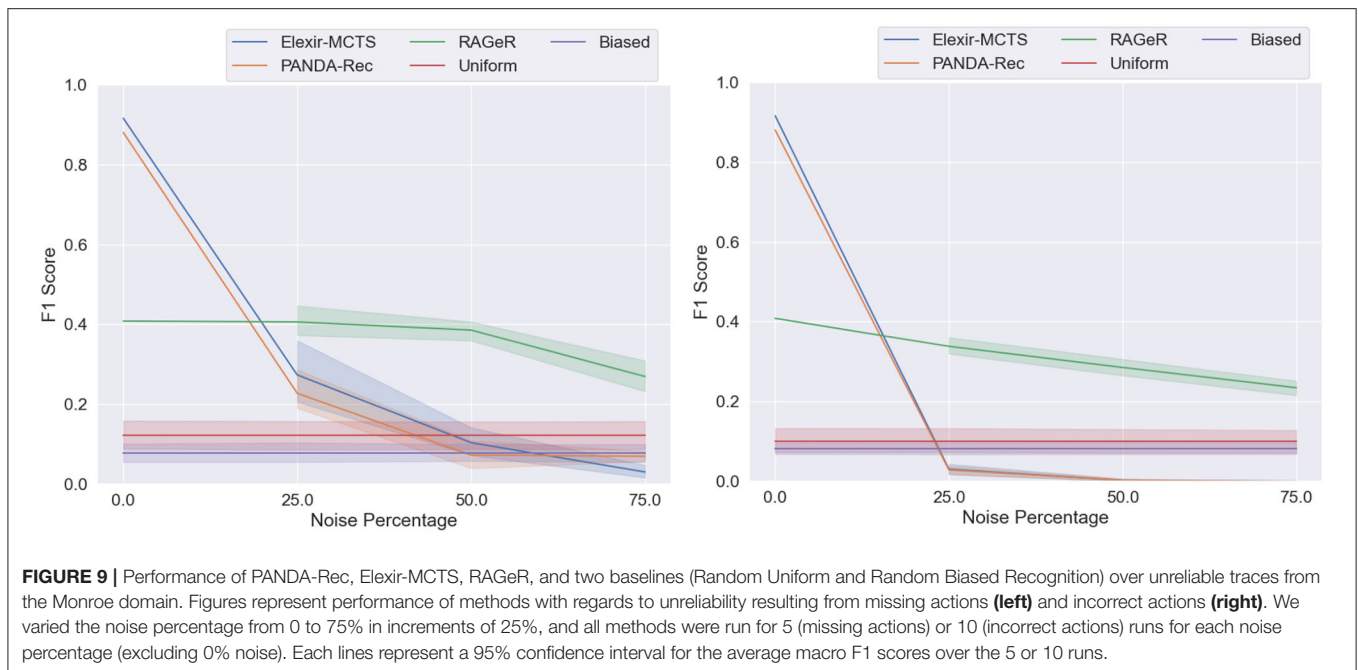 Elexir-MCTS RAGeR Biased
PANDA-Rec Uniform
1.0
0.8
0.6
0.4
0.2
0.0
F1 Score
0.0 25.0 50.0 75.0
Noise Percentage
Elexir-MCTS RAGeR Biased
PANDA-Rec Uniform
1.0
0.8
0.6
0.4
0.2
0.0
F1 Score
0.0 25.0 50.0 75.0
Noise Percentage
FIGURE 9 | Performance of PANDA-Rec, Elexir-MCTS, RAGeR, and two baselines (Random Uniform and Random Biased Recognition) over unreliable traces from
the Monroe domain. Figures represent performance of methods with regards to unreliability resulting from missing actions (left) and incorrect actions (right). We
varied the noise percentage from 0 to 75% in increments of 25%, and all methods were run for 5 (missing actions) or 10 (incorrect actions) runs for each noise
percentage (excluding 0% noise). Each lines represent a 95% confidence interval for the average macro F1 scores over the 5 or 10 runs.